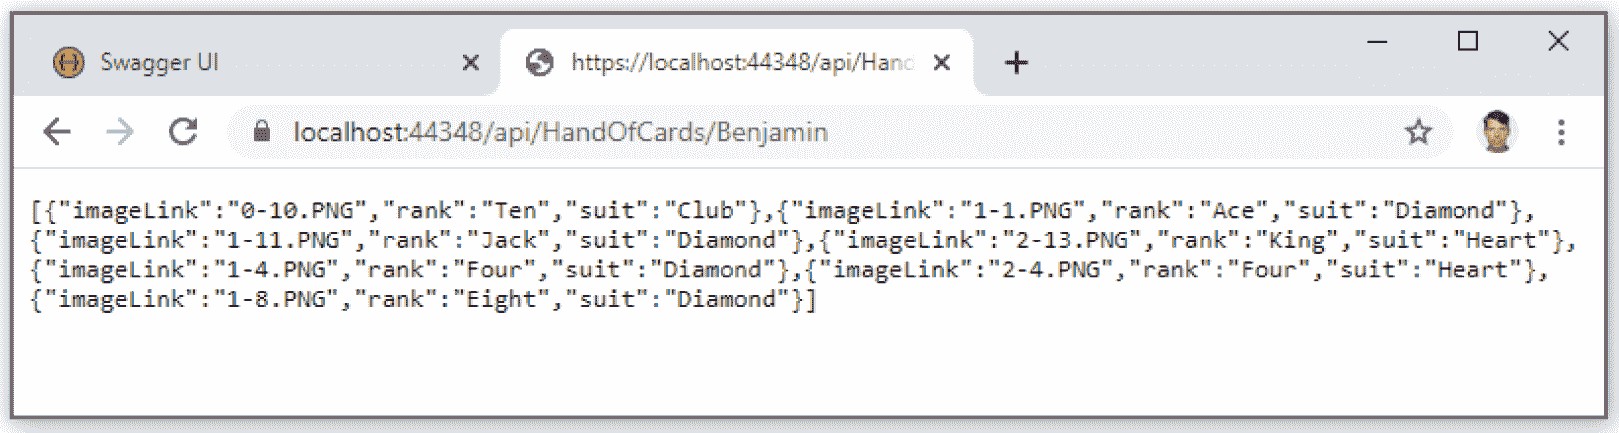 Swagger UI
https://localhost:44348/api/Hand
localhost:44348/api/HandOfCards/Benjamin
[{"imageLink":"0-10.PNG","rank":"Ten","suit":"Club"},{"imageLink":"1-1.PNG","rank":"Ace","suit":"Diamond"},
{"imageLink":"1-11.PNG","rank":"Jack","suit":"Diamond"},{"imageLink":"2-13.PNG","rank":"King","suit":"Heart"},
{"imageLink":"1-4.PNG","rank":"Four","suit":"Diamond"},{"imageLink":"2-4.PNG","rank":"Four","suit":"Heart"},
{"imageLink":"1-8.PNG","rank":"Eight","suit":"Diamond"}]